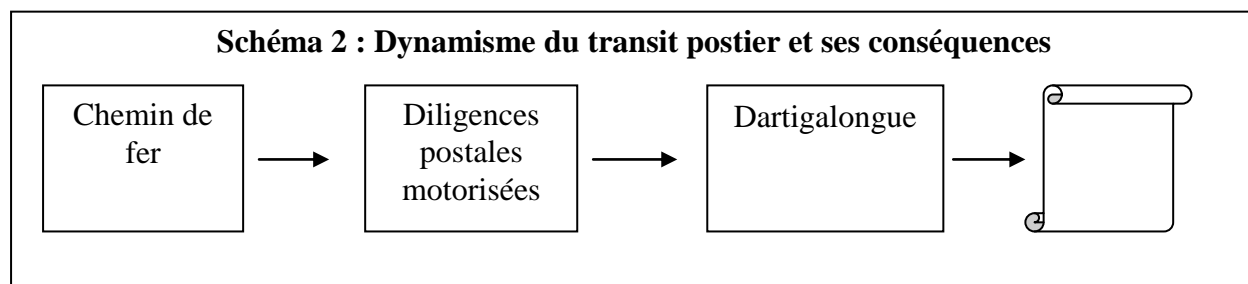 Schéma 2 : Dynamisme du transit postier et ses conséquences
Chemin de
fer
Diligences
postales
motorisées
Dartigalongue